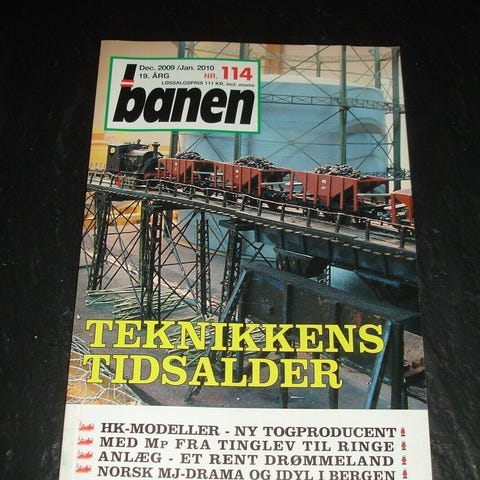 Dec. 2009 /Jan. 2010
19. ÅRG
NR. 114
LØSSALGSPRIS 111 KR. incl. moms
banen
TEKNIKKENS
TIDSALDER
HK-MODELLER - NY TOGPRODUCENT
MED MP FRA TINGLEV TIL RINGE
ANLÆG - ET RENT DRØMMELAND
NORSK MJ-DRAMA OG IDYL I BERGEN